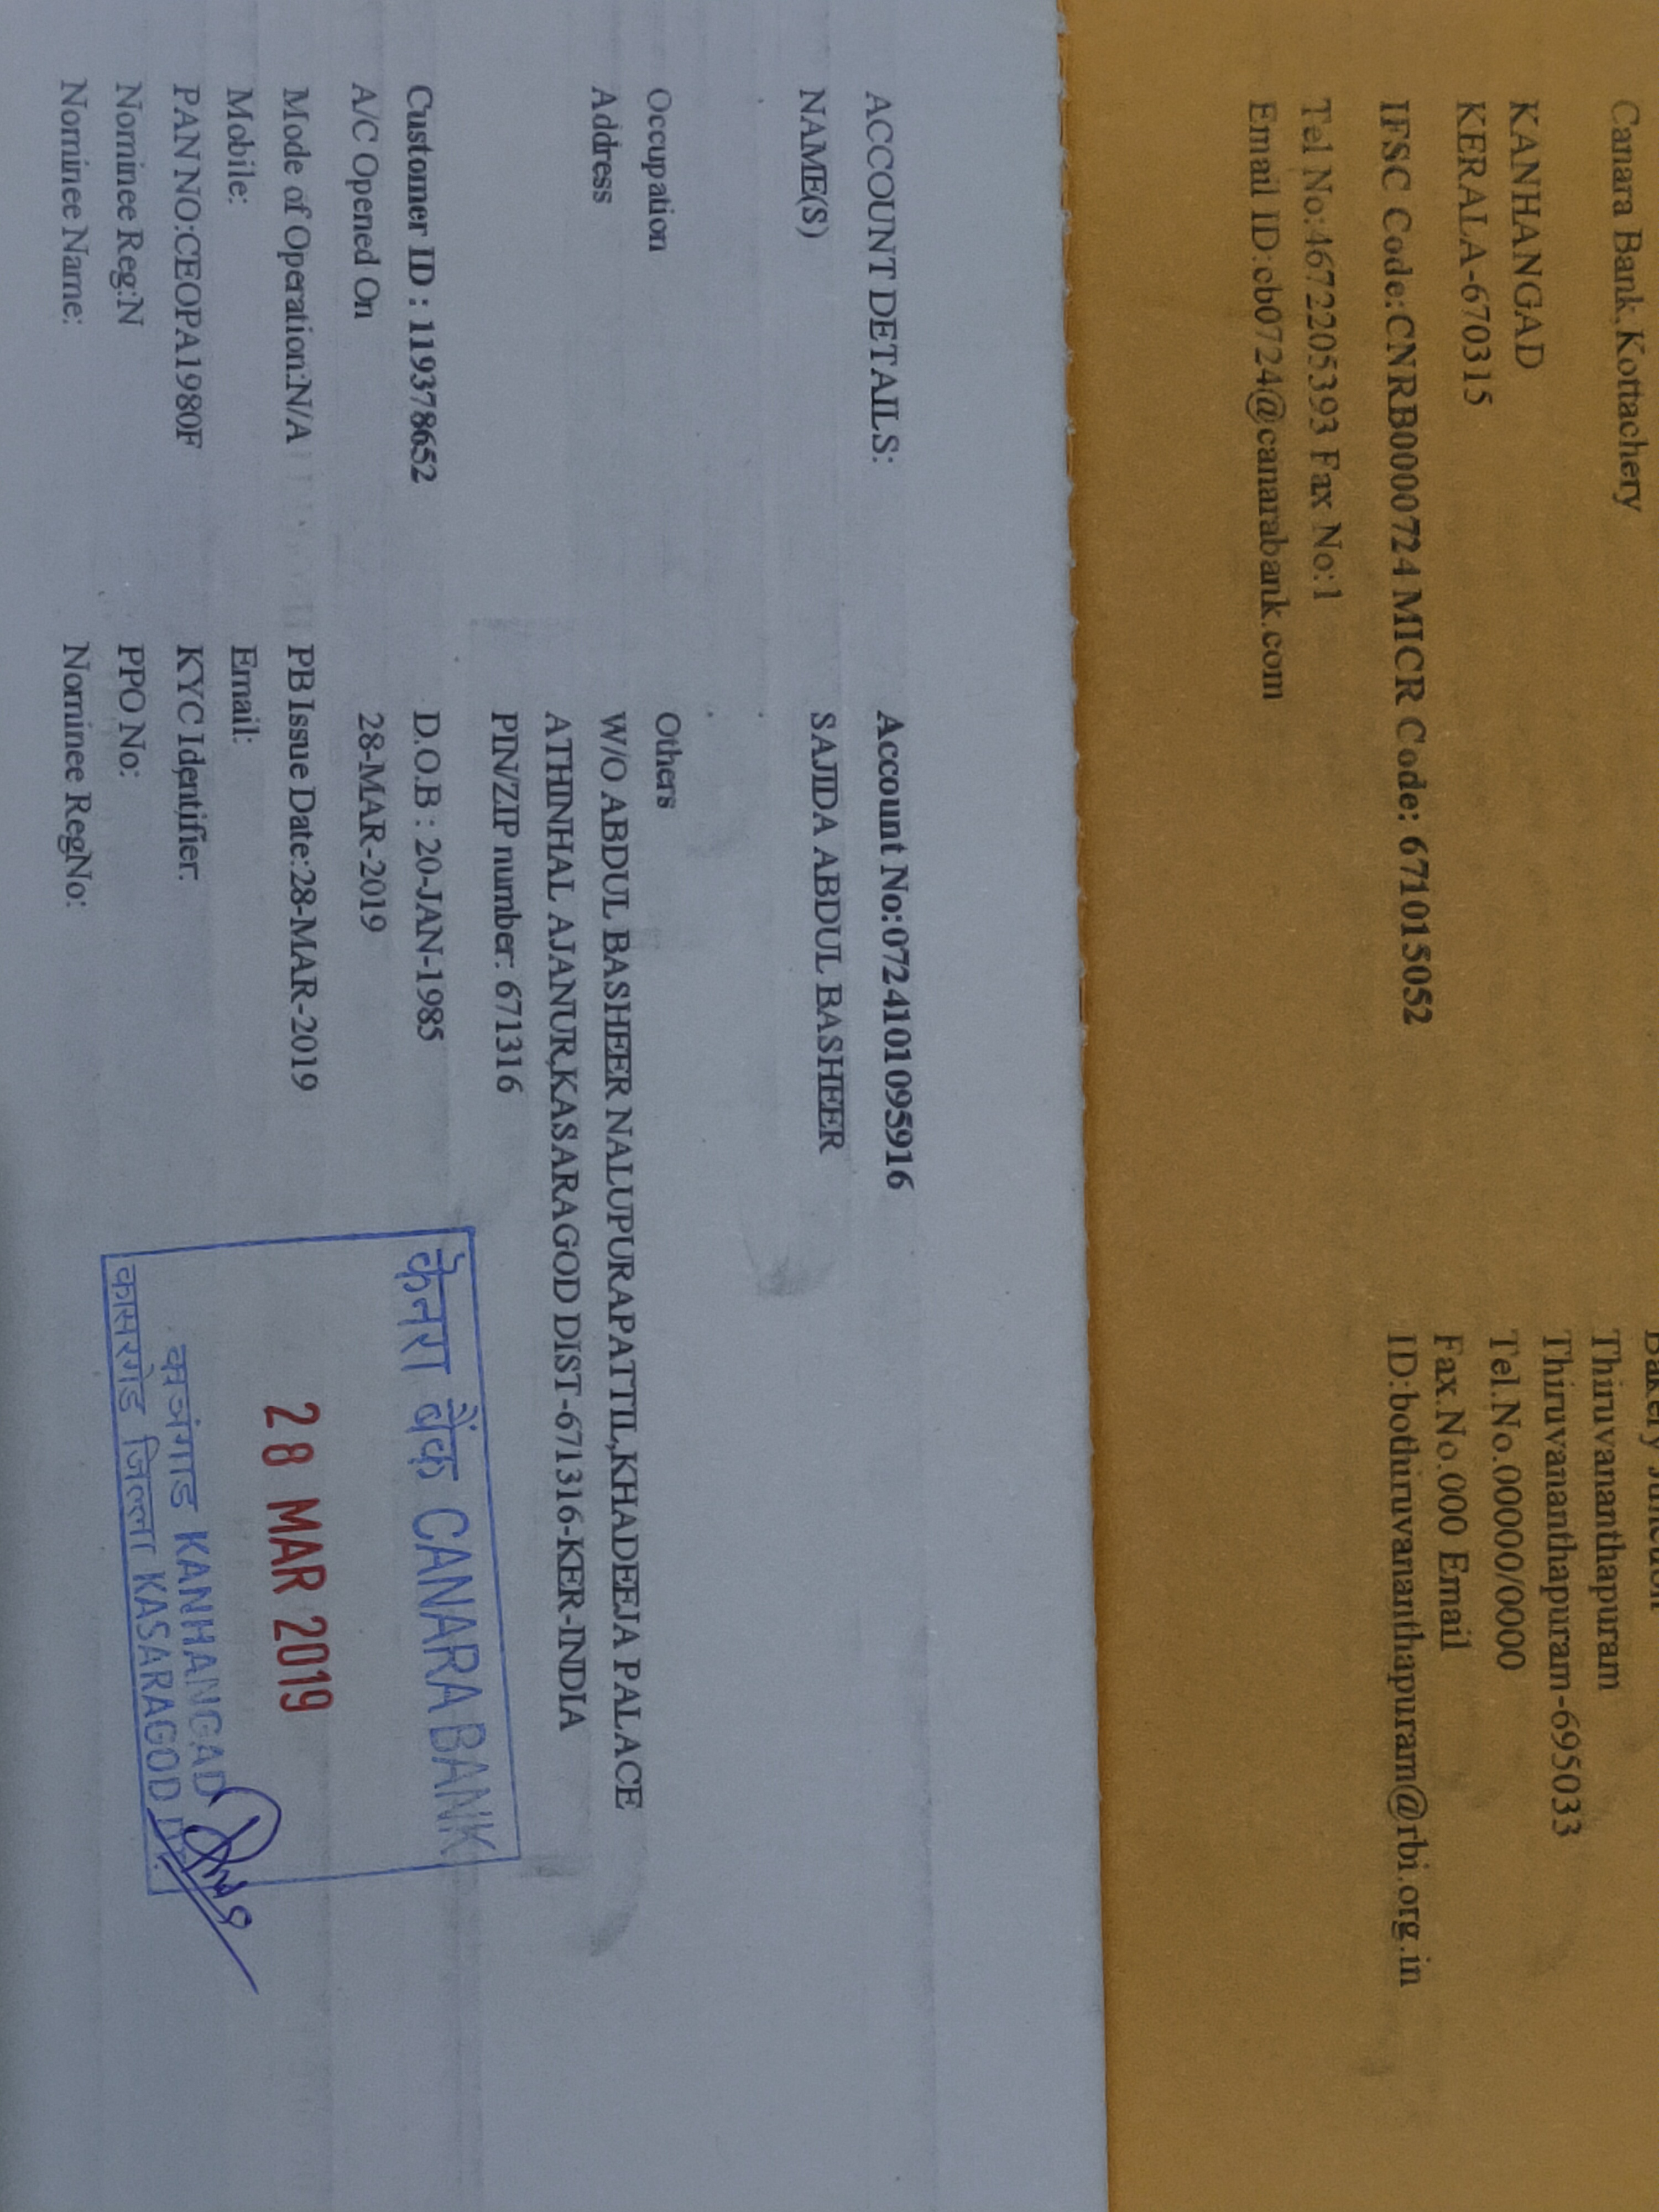 Canara Bank,Kottachery
KANHANGAD
KERALA-670315
IFSC Code:CNRB0000724 MICR Code: 671015052
Tel No:4672205393 Fax No:1
Email ID:cb0724@canarabank.com
Thiruvananthapuram
Thiruvananthapuram-695033
Tel.No.00000/0000
Fax.No.000 Email
ID:bothiruvananthapuram@rbi.org.in
ACCOUNT DETAILS: Account No:0724101095916
NAME(S) SAJIDA ABDUL BASHEER
Occupation Others
Address W/O ABDUL BASHEER NALUPURAPATTIL,KHADEEJA PALACE
ATHINHAL AJANUR,KASARAGOD DIST-671316-KER-INDIA
PIN/ZIP number: 671316
Customer ID : 119378652 D.O.B : 20-JAN-1985
A/C Opened On 28-MAR-2019
Mode of Operation:N/A PB Issue Date:28-MAR-2019
Mobile: Email:
PAN NO:CEOPA1980F KYC Identifier:
Nominee Reg:N PPO No:
Nominee Name: Nominee RegNo:
केनरा बैंक CANARA BANK
28 MAR 2019
KANHANGAD
कासरगोड जिल्ला KASARAGOD